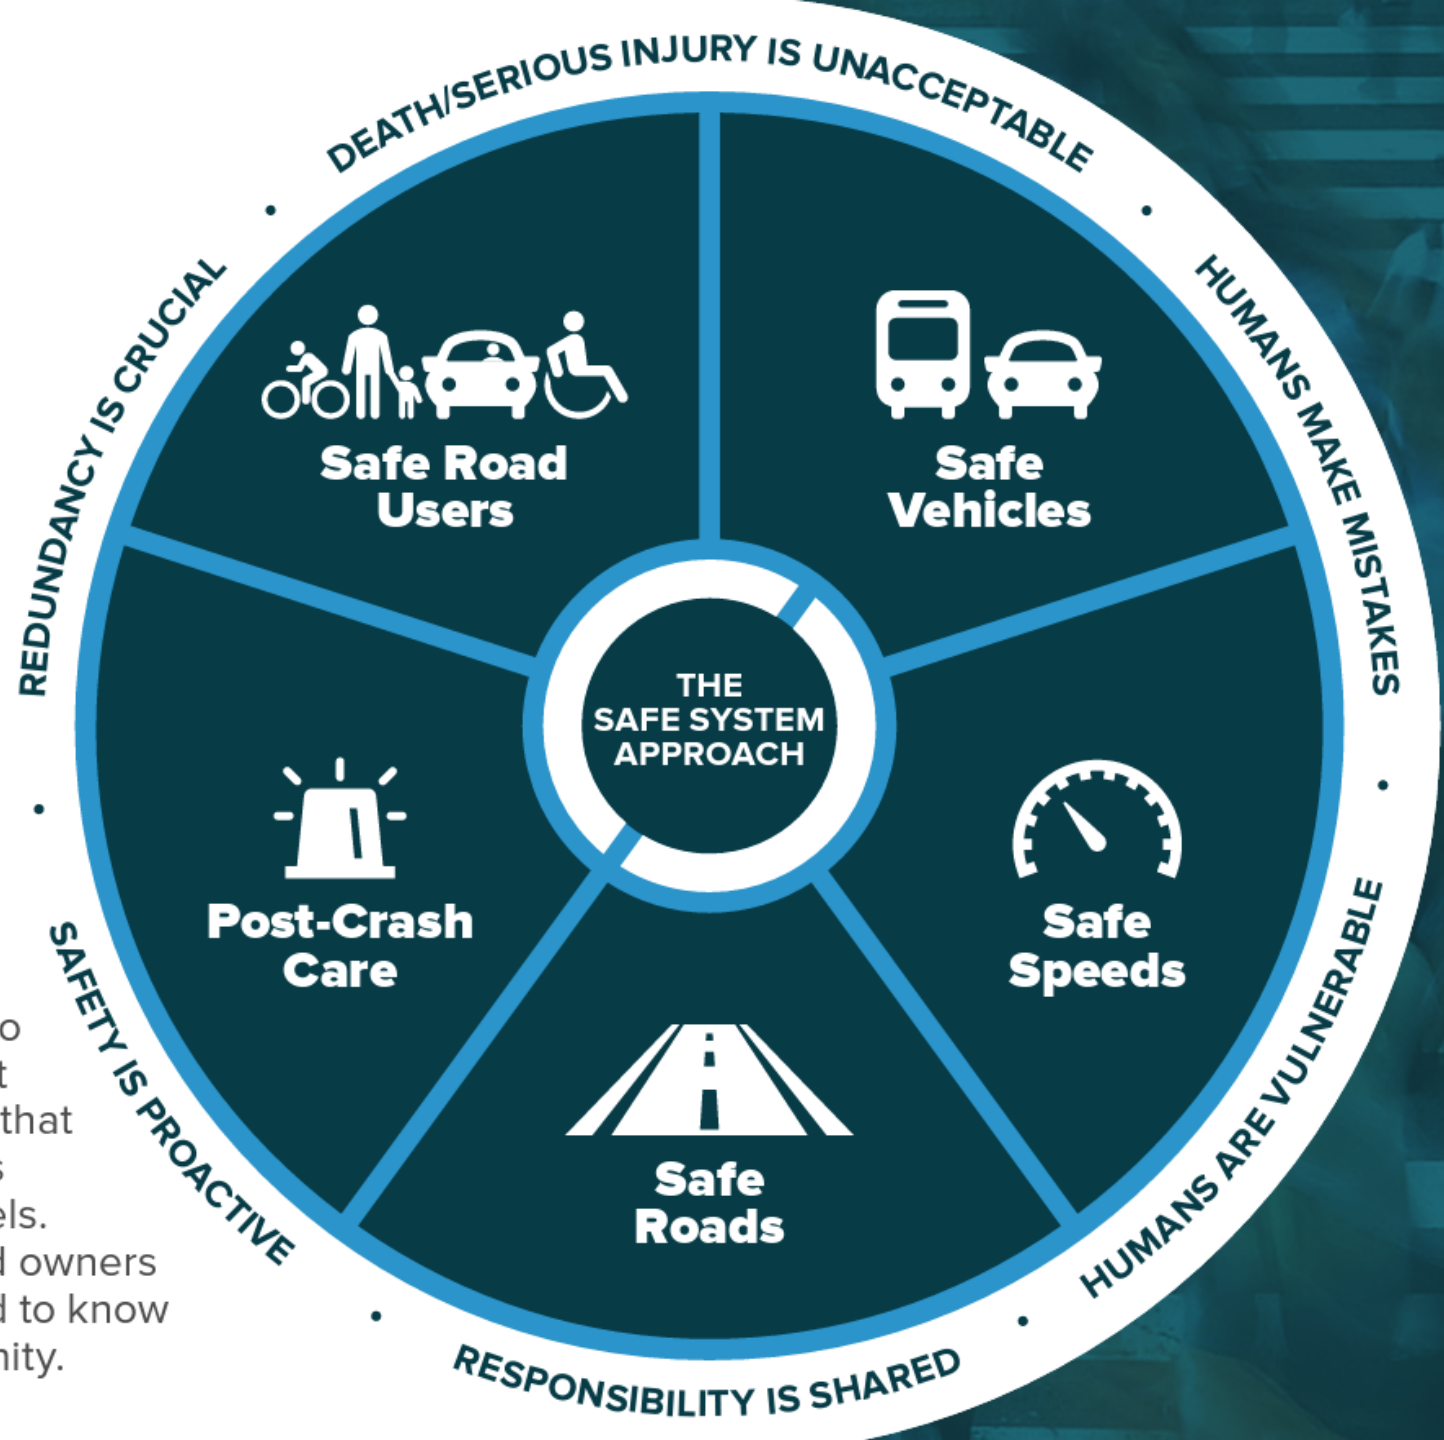 DEATH/SERIOUS INJURY IS UNACCEPTABLE
HUMANS MAKE MISTAKES
HUMANS ARE VULNERABLE
RESPONSIBILITY IS SHARED
SAFETY IS PROACTIVE
REDUNDANCY IS CRUCIAL
Safe Road
Users
Safe
Vehicles
THE
SAFE SYSTEM
APPROACH
Post-Crash
Care
Safe
Speeds
Safe
Roads
that
owners
to know